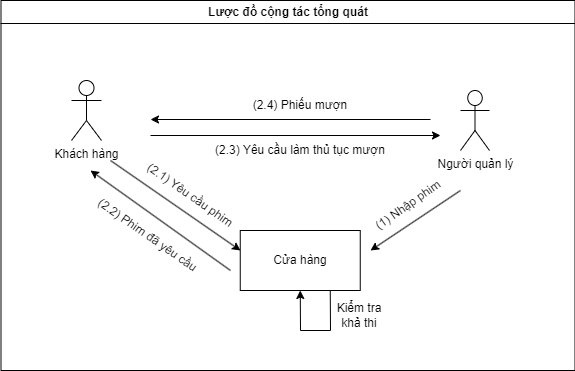 Lược đồ cộng tác tổng quát
(2.4) Phiếu mượn
(2.3) Yêu cầu làm thủ tục mượn
Khách hàng
Người quản lý
(2.1) Yêu cầu phim
(2.2) Phim đã yêu cầu
(1) Nhập phim
Cửa hàng
Kiểm tra
khả thi